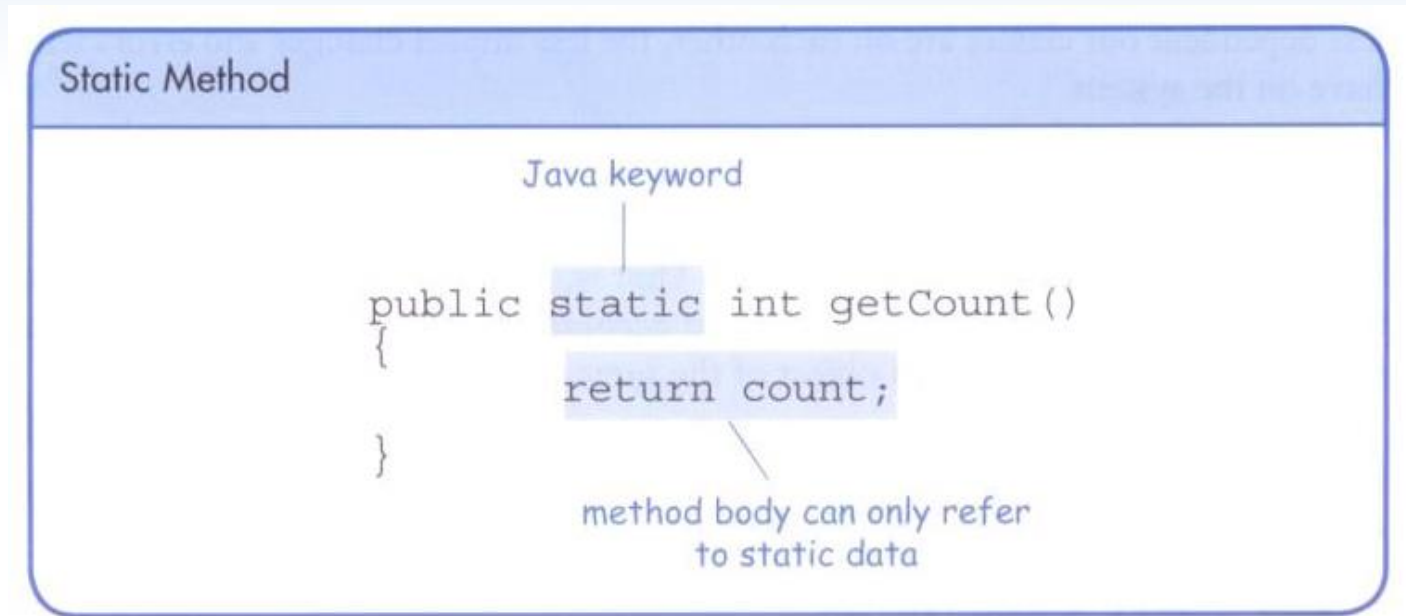 Static Method
Java keyword
public static int getCount()
{
return count;
}
method body can only refer
to static data